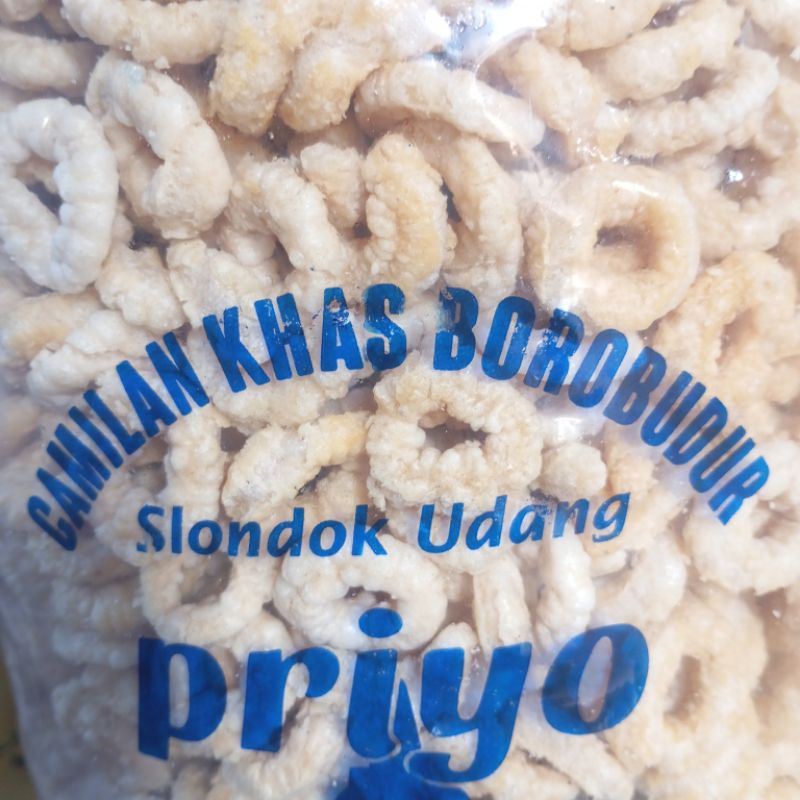 CAMILAN KHAS BOROBUDUR
Slondok Udang
priyo